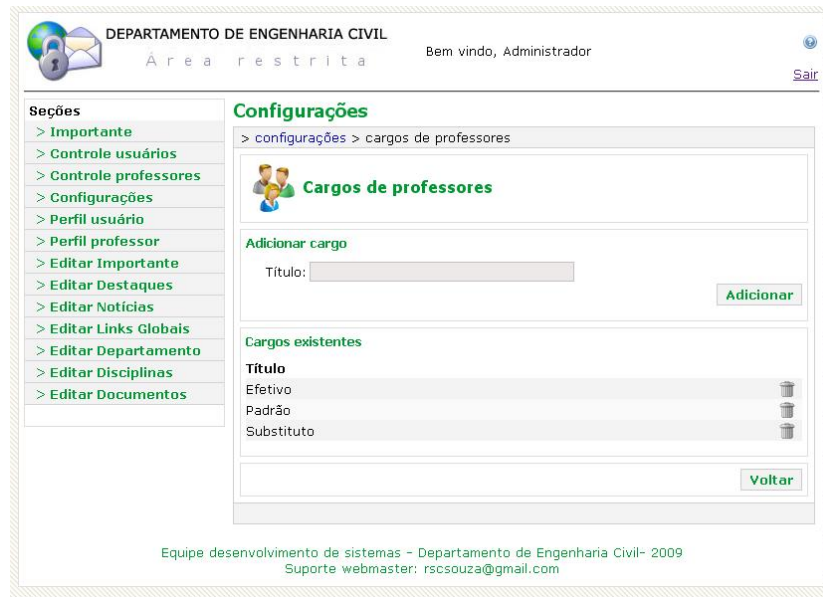 DEPARTAMENTO DE ENGENHARIA CIVIL
Área restrita
Bem vindo, Administrador
Sair
Seções
> Importante
> Controle usuários
> Controle professores
> Configurações
> Perfil usuário
> Perfil professor
> Editar Importante
> Editar Destaques
> Editar Notícias
> Editar Links Globais
> Editar Departamento
> Editar Disciplinas
> Editar Documentos
Configurações
> configurações > cargos de professores
Cargos de professores
Adicionar cargo
Título:
Adicionar
Cargos existentes
Título
Efetivo
Padrão
Substituto
Voltar
Equipe desenvolvimento de sistemas - Departamento de Engenharia Civil- 2009
Suporte webmaster: rscsouza@gmail.com